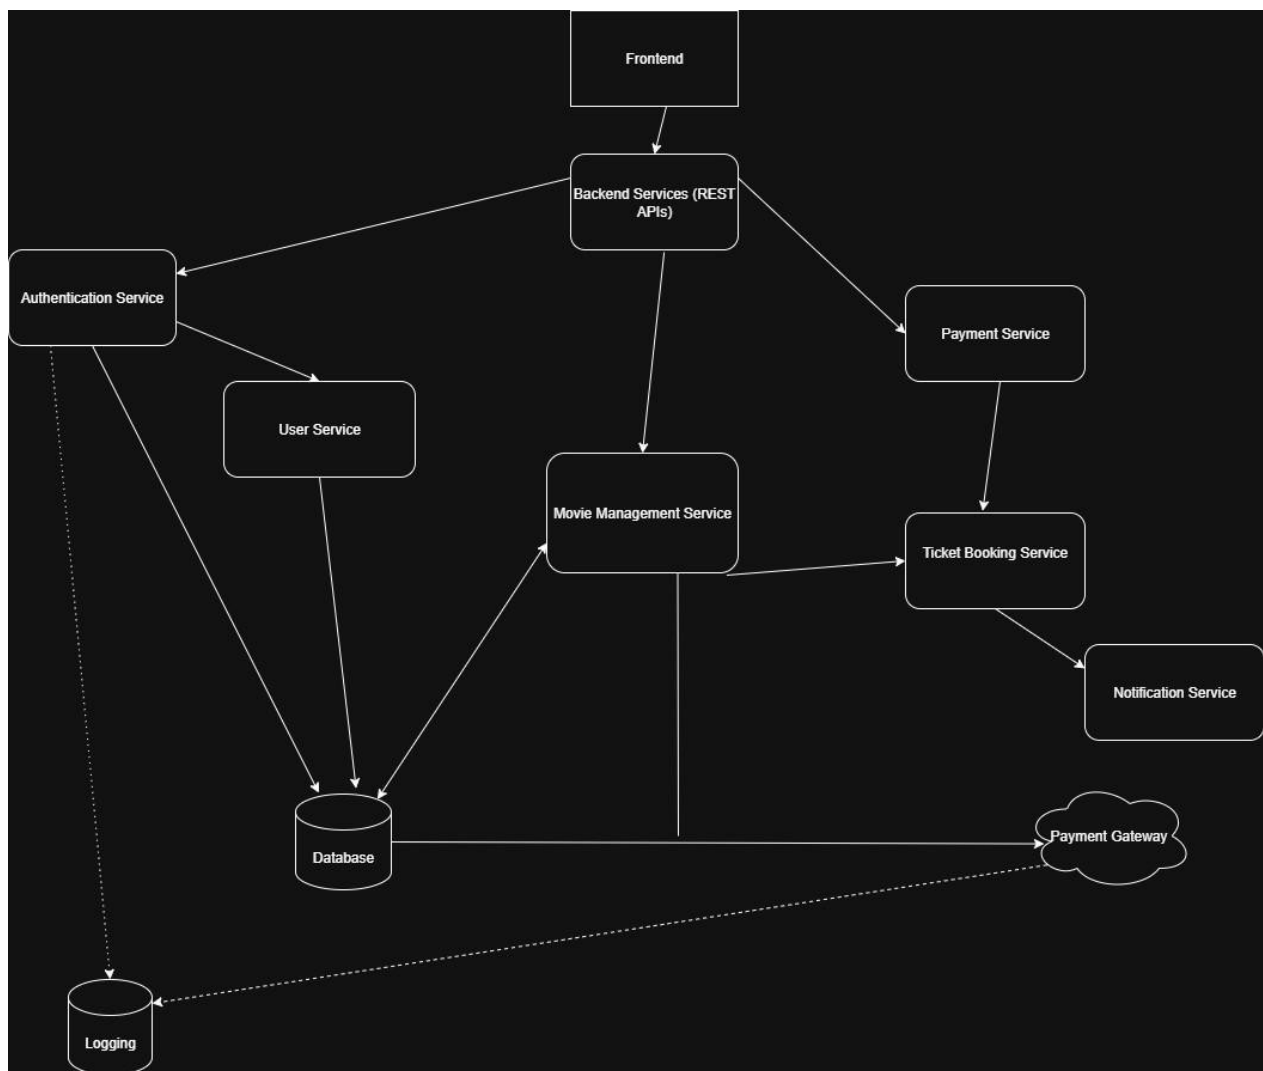 Frontend
Backend Services (REST
APIs)
Authentication Service
Payment Service
User Service
Movie Management Service
Ticket Booking Service
Notification Service
Payment Gateway
Database
Logging